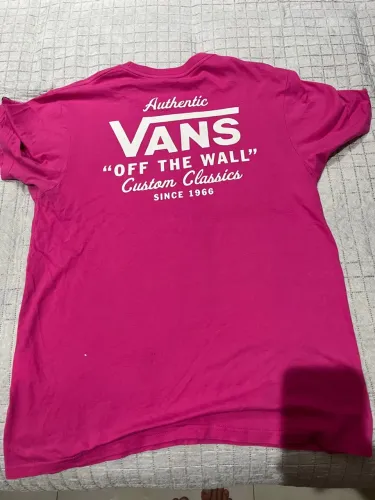 Authentic
VANS
"OFF THE WALL"
Custom Classics
SINCE 1966